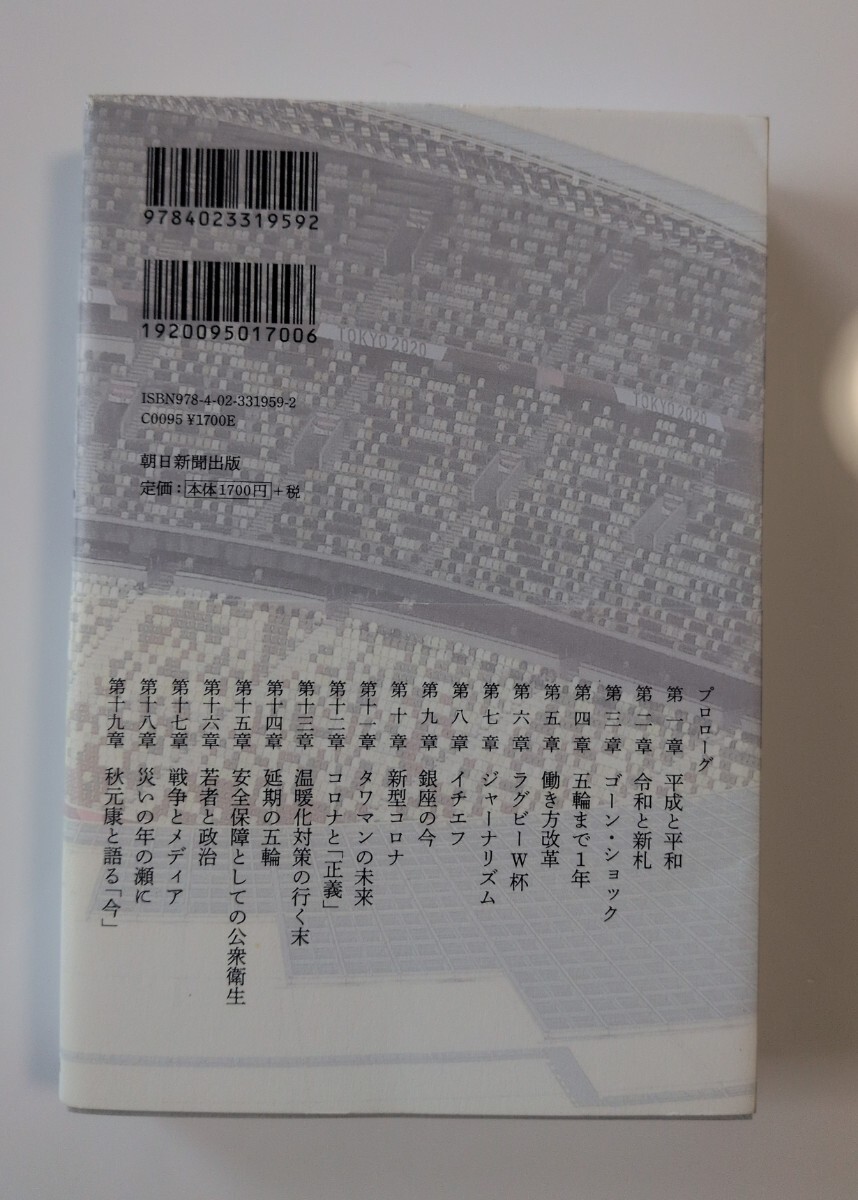 9784023319592
1920095017006
TOKYO 2020
TOKYO 2020
ISBN978-4-02-331959-2
C0095 ¥1700E
朝日新聞出版
定価：本体1700円＋税
プロローグ
第一章 平成と平和
第二章 令和と新札
第三章 ゴーン・ショック
第四章 五輪まで1年
第五章 働き方改革
第六章 ラグビーW杯
第七章 ジャーナリズム
第八章 イチエフ
第九章 銀座の今
第十章 新型コロナ
第十一章 タワマンの未来
第十二章 コロナと「正義」
第十三章 温暖化対策の行く末
第十四章 延期の五輪
第十五章 安全保障としての公衆衛生
第十六章 若者と政治
第十七章 戦争とメディア
第十八章 災いの年の瀬に
第十九章 秋元康と語る「今」